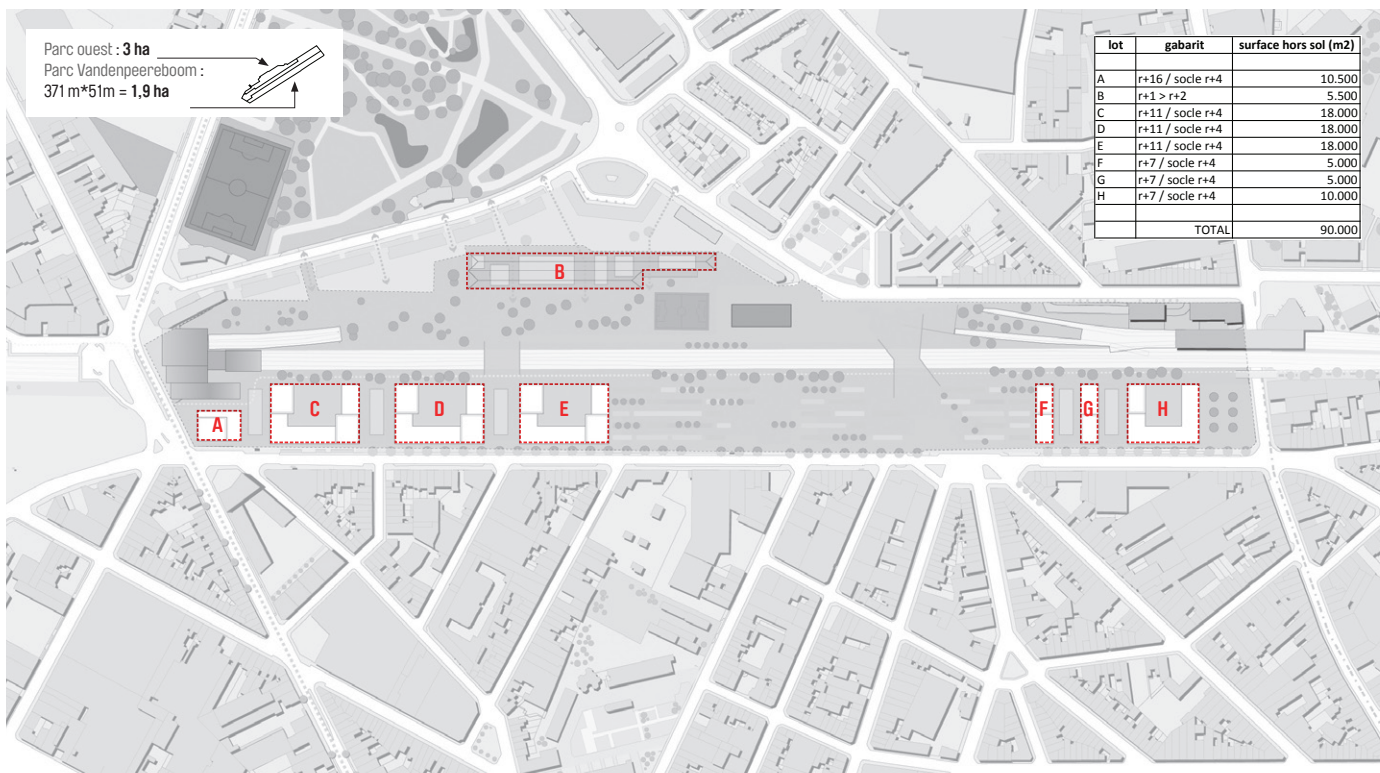 Parc ouest : 3 ha
Parc Vandenpeereboom :
371 m*51m = 1,9 ha
lot gabarit surface hors sol (m2)
A r+16 / socle r+4 10.500
B r+1 > r+2 5.500
C r+11 / socle r+4 18.000
D r+11 / socle r+4 18.000
E r+11 / socle r+4 18.000
F r+7 / socle r+4 5.000
G r+7 / socle r+4 5.000
H r+7 / socle r+4 10.000
TOTAL 90.000
B
A C D E F G H